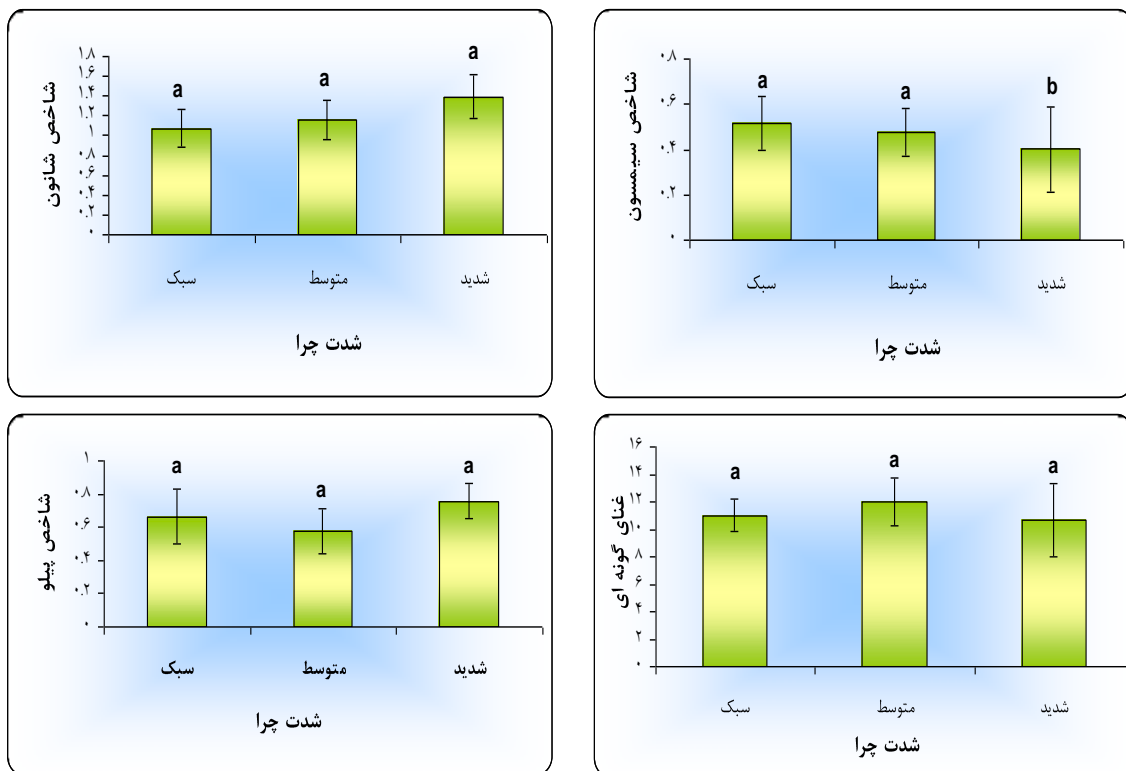 شاخص شانون
۱.۸
۱.۶
۱.۴
۱.۲
۱
۰.۸
۰.۶
۰.۴
۰.۲
۰
a
a
a
سبک
متوسط
شدید
شدت چرا
شاخص سیمسون
۰.۸
۰.۶
۰.۴
۰.۲
۰
a
a
b
سبک
متوسط
شدید
شدت چرا
شاخص پیلو
۱
۰.۸
۰.۶
۰.۴
۰.۲
۰
a
a
a
سبک
متوسط
شدید
شدت چرا
غنای گونه ای
۱۶
۱۴
۱۲
۱۰
۸
۶
۴
۲
۰
a
a
a
سبک
متوسط
شدید
شدت چرا